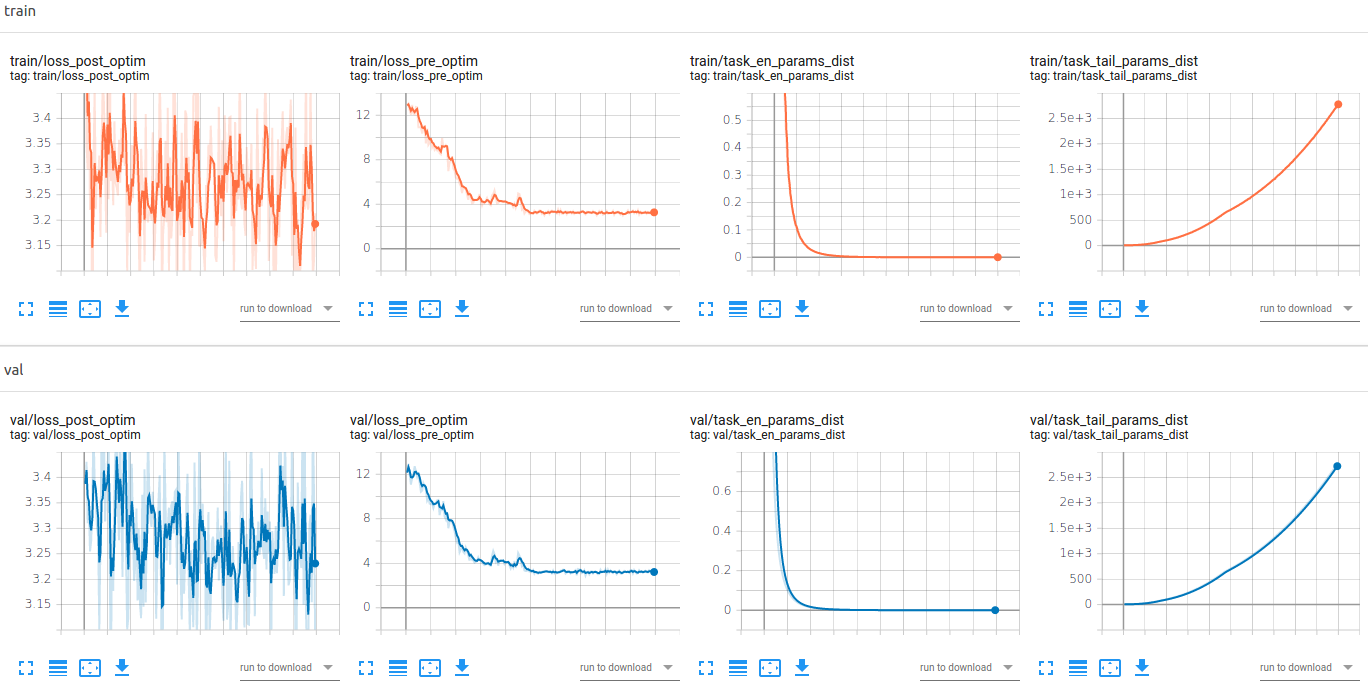 train
train/loss_post_optim
tag: train/loss_post_optim
3.4
3.35
3.3
3.25
3.2
3.15
run to download
train/loss_pre_optim
tag: train/loss_pre_optim
12
8
4
0
run to download
train/task_en_params_dist
tag: train/task_en_params_dist
0.5
0.4
0.3
0.2
0.1
0
run to download
train/task_tail_params_dist
tag: train/task_tail_params_dist
2.5e+3
2e+3
1.5e+3
1e+3
500
0
run to download
val
val/loss_post_optim
tag: val/loss_post_optim
3.4
3.35
3.3
3.25
3.2
3.15
run to download
val/loss_pre_optim
tag: val/loss_pre_optim
12
8
4
0
run to download
val/task_en_params_dist
tag: val/task_en_params_dist
0.6
0.4
0.2
0
run to download
val/task_tail_params_dist
tag: val/task_tail_params_dist
2.5e+3
2e+3
1.5e+3
1e+3
500
0
run to download